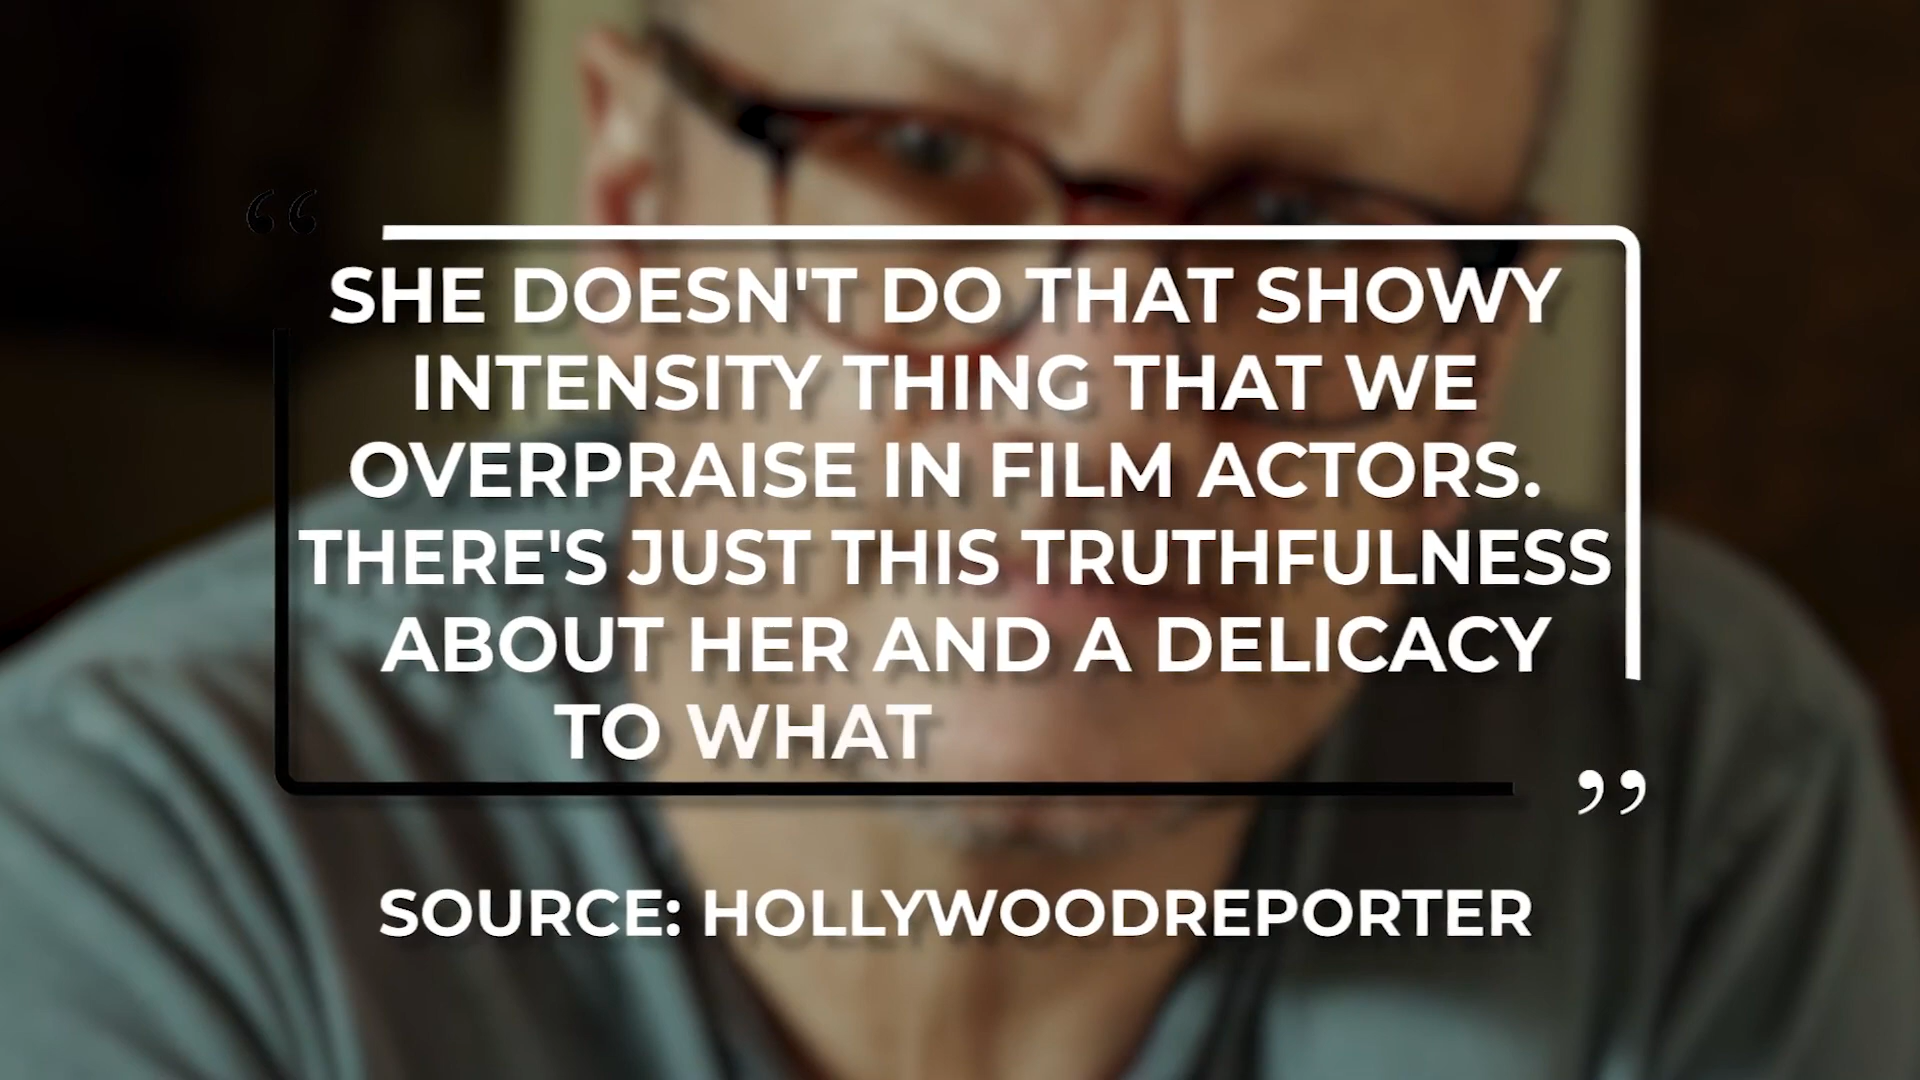 “
SHE DOESN'T DO THAT SHOWY
INTENSITY THING THAT WE
OVERPRAISE IN FILM ACTORS.
THERE'S JUST THIS TRUTHFULNESS
ABOUT HER AND A DELICACY
TO WHAT
”
SOURCE: HOLLYWOODREPORTER